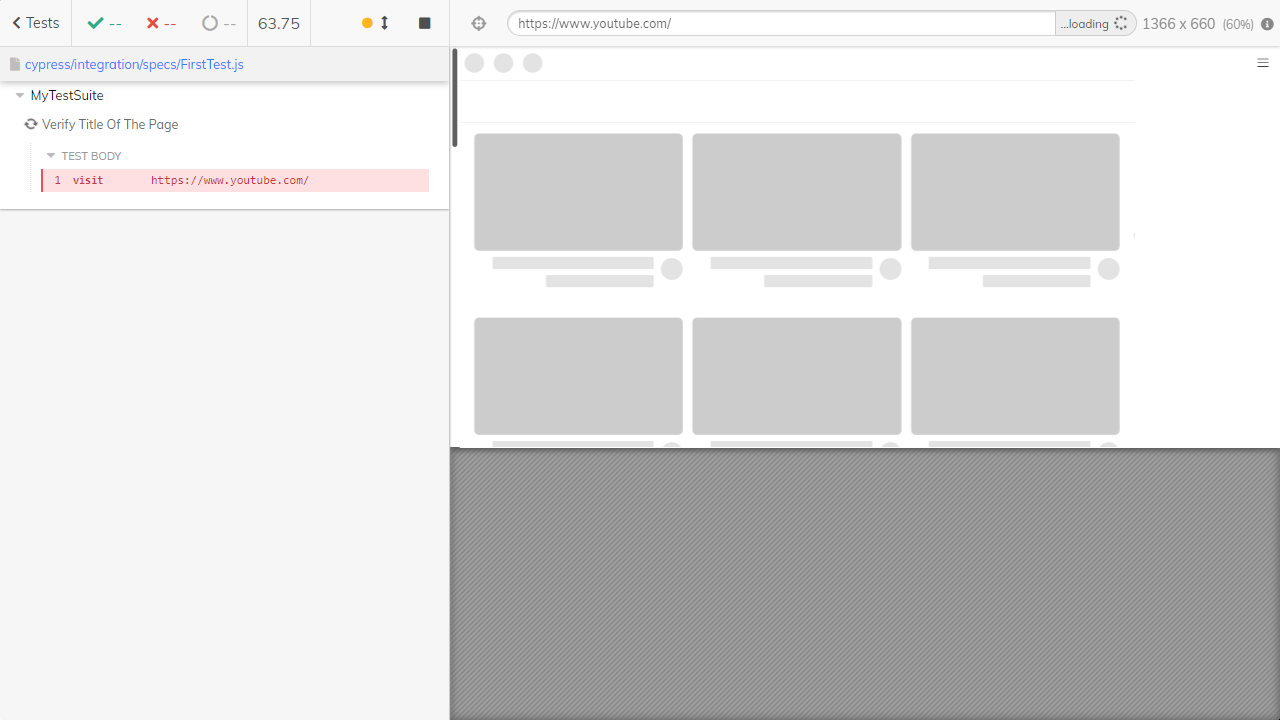 Tests -- -- -- 63.75
https://www.youtube.com/ ...loading 1366 x 660 (60%)
cypress/integration/specs/FirstTest.js
MyTestSuite
Verify Title Of The Page
TEST BODY
1 visit https://www.youtube.com/